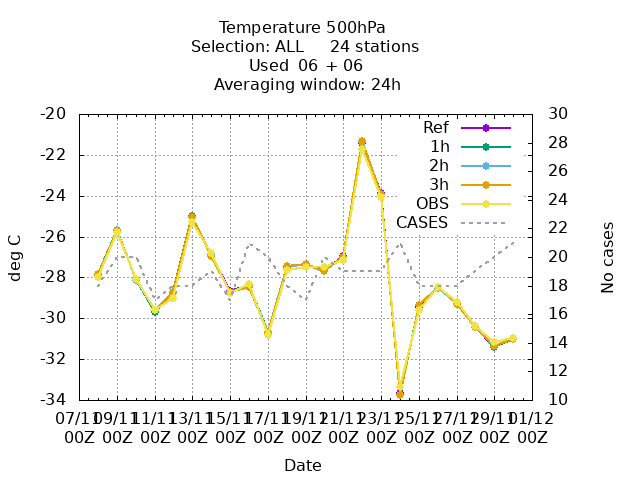 Temperature 500hPa
Selection: ALL 24 stations
Used 06 + 06
Averaging window: 24h
deg C
-20
-22
-24
-26
-28
-30
-32
-34
30
28
26
24
22
20
18
16
14
12
10
No cases
Ref
1h
2h
3h
OBS
CASES
07/11 09/11 11/11 13/11 15/11 17/11 19/11 21/11 23/11 25/11 27/11 29/11 01/12
00Z 00Z 00Z 00Z 00Z 00Z 00Z 00Z 00Z 00Z 00Z 00Z 00Z
Date